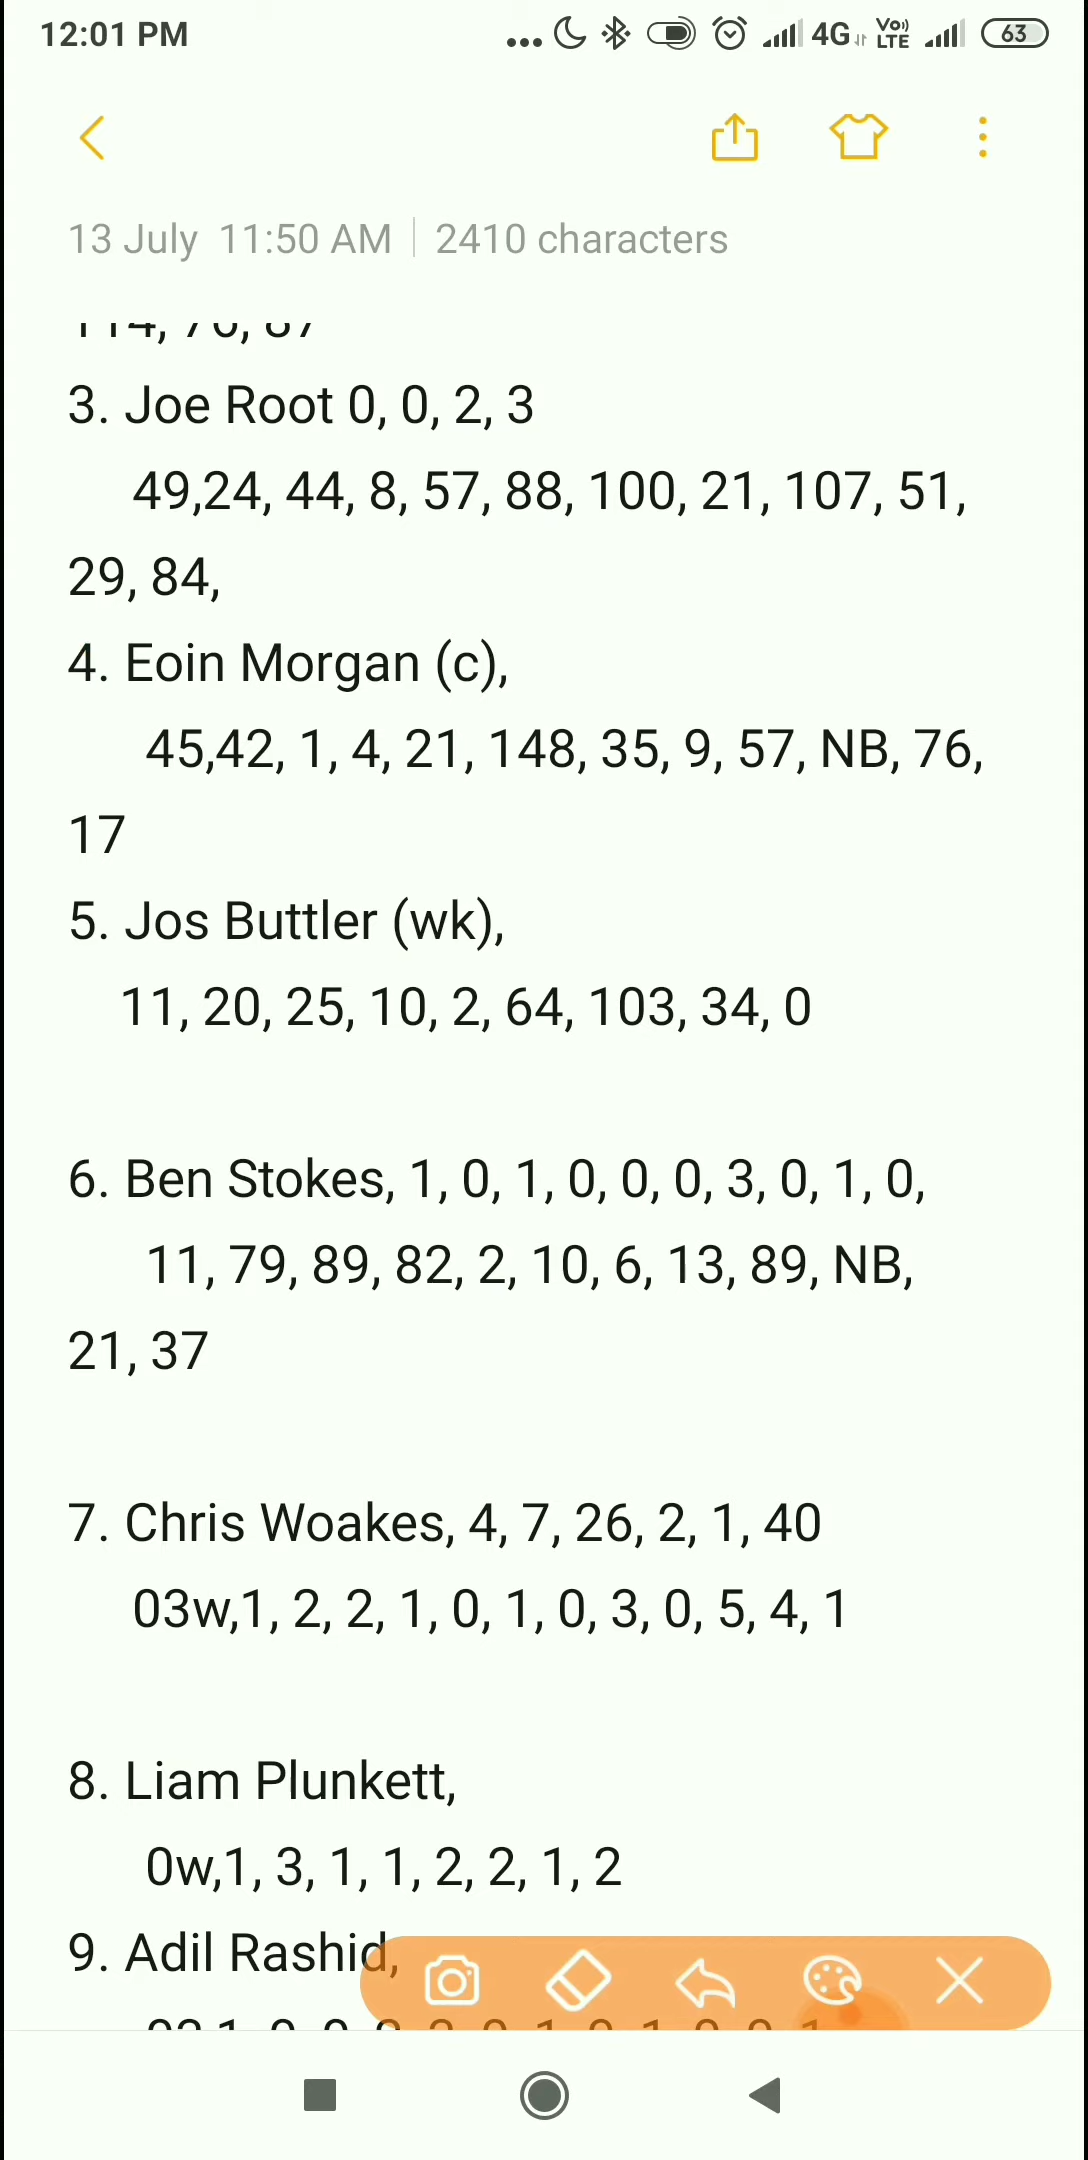 12:01 PM
... 4G Vo)) LTE 63
13 July 11:50 AM | 2410 characters
114, 76, 87
3. Joe Root 0, 0, 2, 3
49,24, 44, 8, 57, 88, 100, 21, 107, 51,
29, 84,
4. Eoin Morgan (c),
45,42, 1, 4, 21, 148, 35, 9, 57, NB, 76,
17
5. Jos Buttler (wk),
11, 20, 25, 10, 2, 64, 103, 34, 0
6. Ben Stokes, 1, 0, 1, 0, 0, 0, 3, 0, 1, 0,
11, 79, 89, 82, 2, 10, 6, 13, 89, NB,
21, 37
7. Chris Woakes, 4, 7, 26, 2, 1, 40
03w,1, 2, 2, 1, 0, 1, 0, 3, 0, 5, 4, 1
8. Liam Plunkett,
0w,1, 3, 1, 1, 2, 2, 1, 2
9. Adil Rashid,